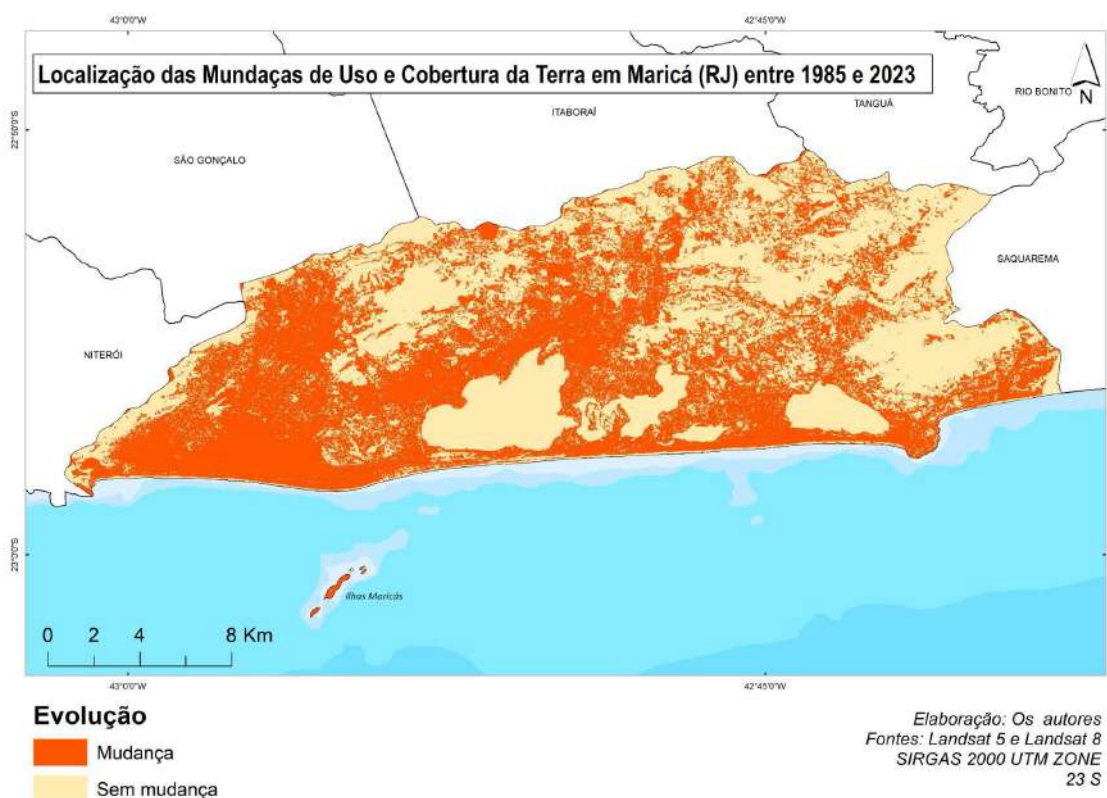 43°0'0"W
42°45'0"W
Localização das Mundaças de Uso e Cobertura da Terra em Maricá (RJ) entre 1985 e 2023
N
ITABORAÍ
TANGUÁ
RIO BONITO
22°50'0"S
SÃO GONÇALO
SAQUAREMA
NITERÓI
23°0'0"S
Ilhas Maricás
0 2 4 8 Km
43°0'0"W
42°45'0"W
Evolução
Mudança
Sem mudança
Elaboração: Os autores
Fontes: Landsat 5 e Landsat 8
SIRGAS 2000 UTM ZONE
23 S